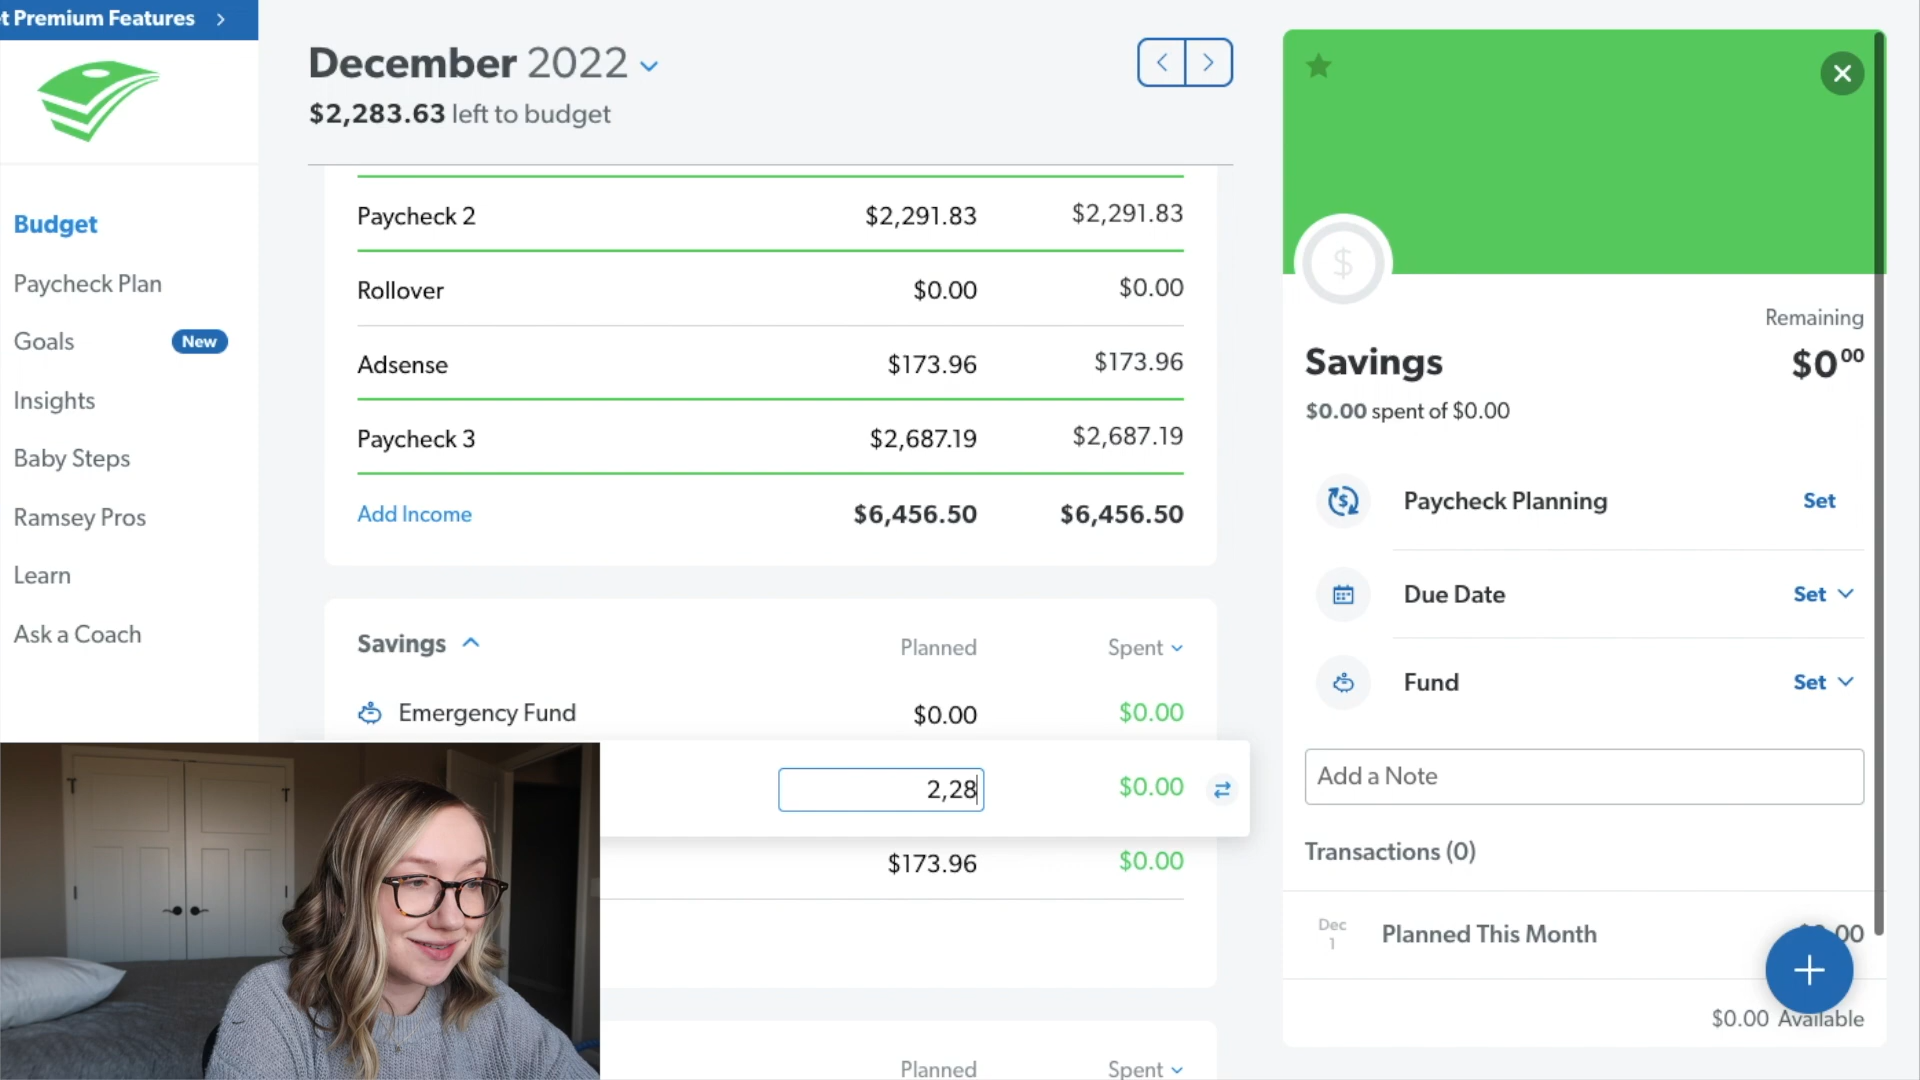 t Premium Features
Budget
Paycheck Plan
Goals
New
Insights
Baby Steps
Ramsey Pros
Learn
Ask a Coach
December 2022
$2,283.63 left to budget
Paycheck 2 $2,291.83 $2,291.83
Rollover $0.00 $0.00
Adsense $173.96 $173.96
Paycheck 3 $2,687.19 $2,687.19
Add Income $6,456.50 $6,456.50
Savings Planned Spent
Emergency Fund $0.00 $0.00
2,28 $0.00
$173.96 $0.00
Planned Spent
$
Remaining
Savings $0⁰⁰
$0.00 spent of $0.00
Paycheck Planning Set
Due Date Set
Fund Set
Add a Note
Transactions (0)
Dec
1
Planned This Month
00
+
$0.00 Available